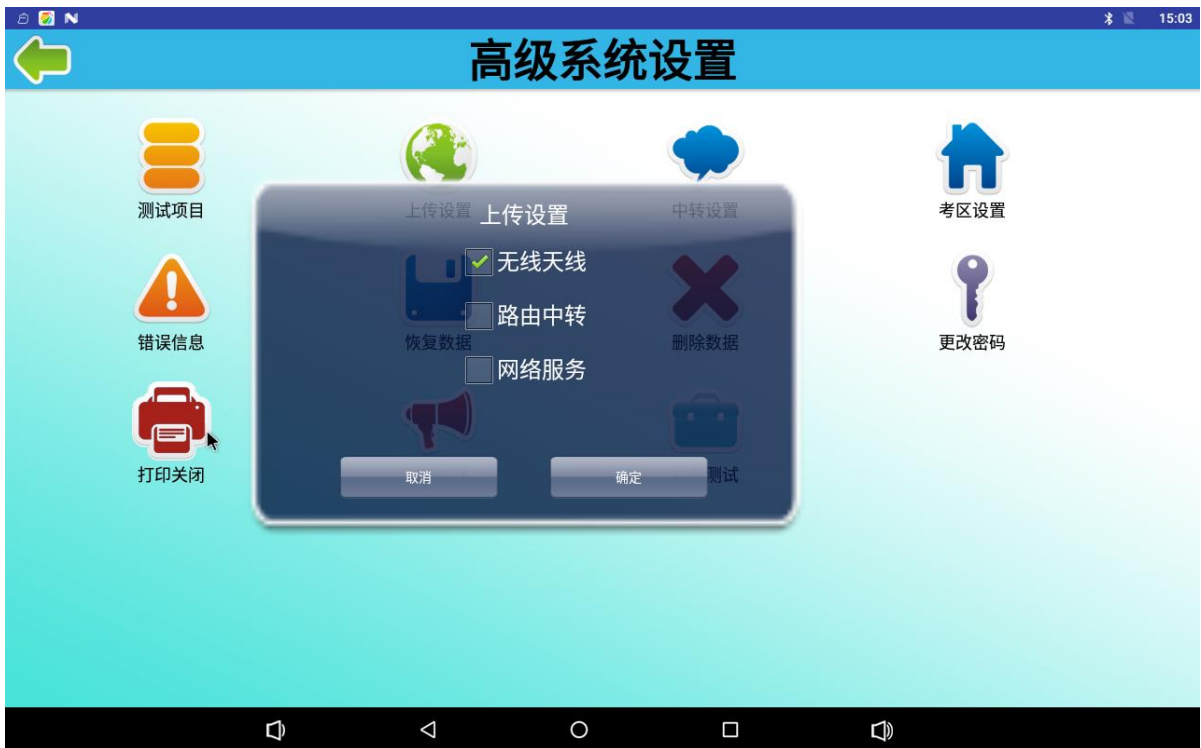 15:03
高级系统设置
测试项目
上传设置
中转设置
考区设置
上传设置
无线天线
路由中转
网络服务
错误信息
恢复数据
删除数据
更改密码
打印关闭
取消
确定
测试